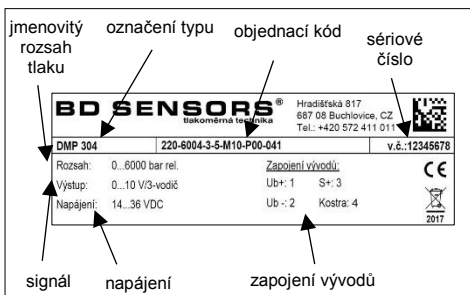 jmenovitý
rozsah
tlaku
označení typu
objednací kód
sériové
číslo
BD SENSORS®
tlakoměrná technika
Hradišťská 817
687 08 Buchlovice, CZ
Tel.: +420 572 411 011
DMP 304
220-6004-3-5-M10-P00-041
v.č.:12345678
Rozsah: 0...6000 bar rel.
Výstup: 0...10 V/3-vodič
Napájení: 14...36 VDC
Zapojení vývodů:
Ub+: 1 S+: 3
Ub -: 2 Kostra: 4
CE
2017
signál
napájení
zapojení vývodů